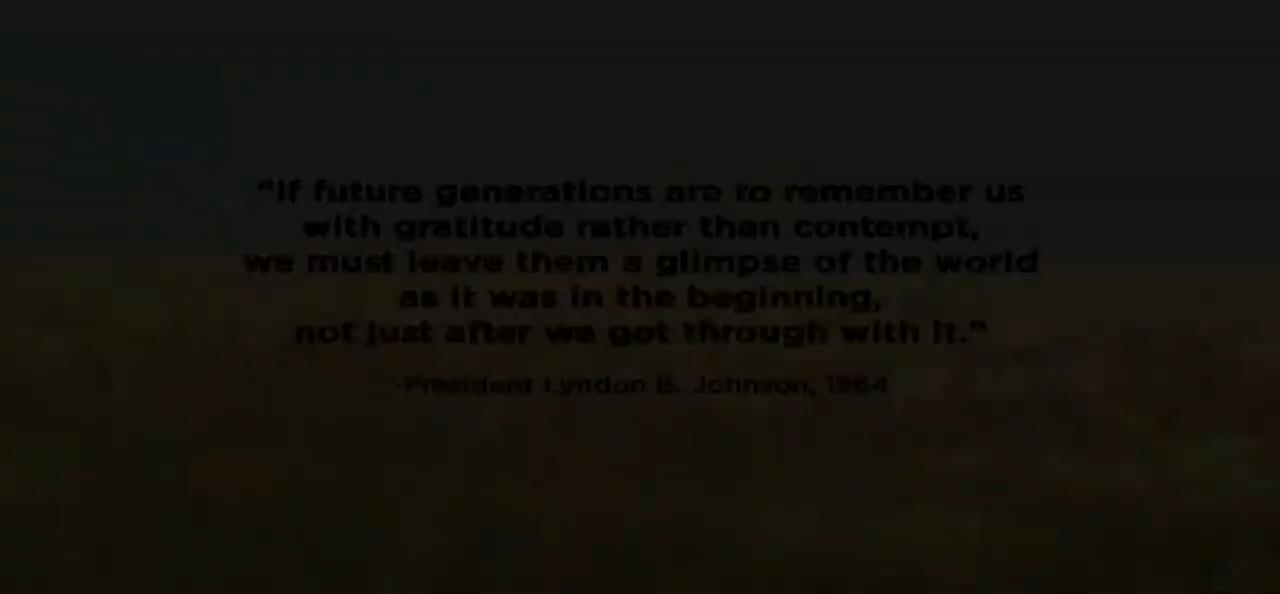 "If future generations are to remember us
with gratitude rather than contempt,
we must leave them a glimpse of the world
as it was in the beginning,
not just after we got through with it."
-President Lyndon B. Johnson, 1964